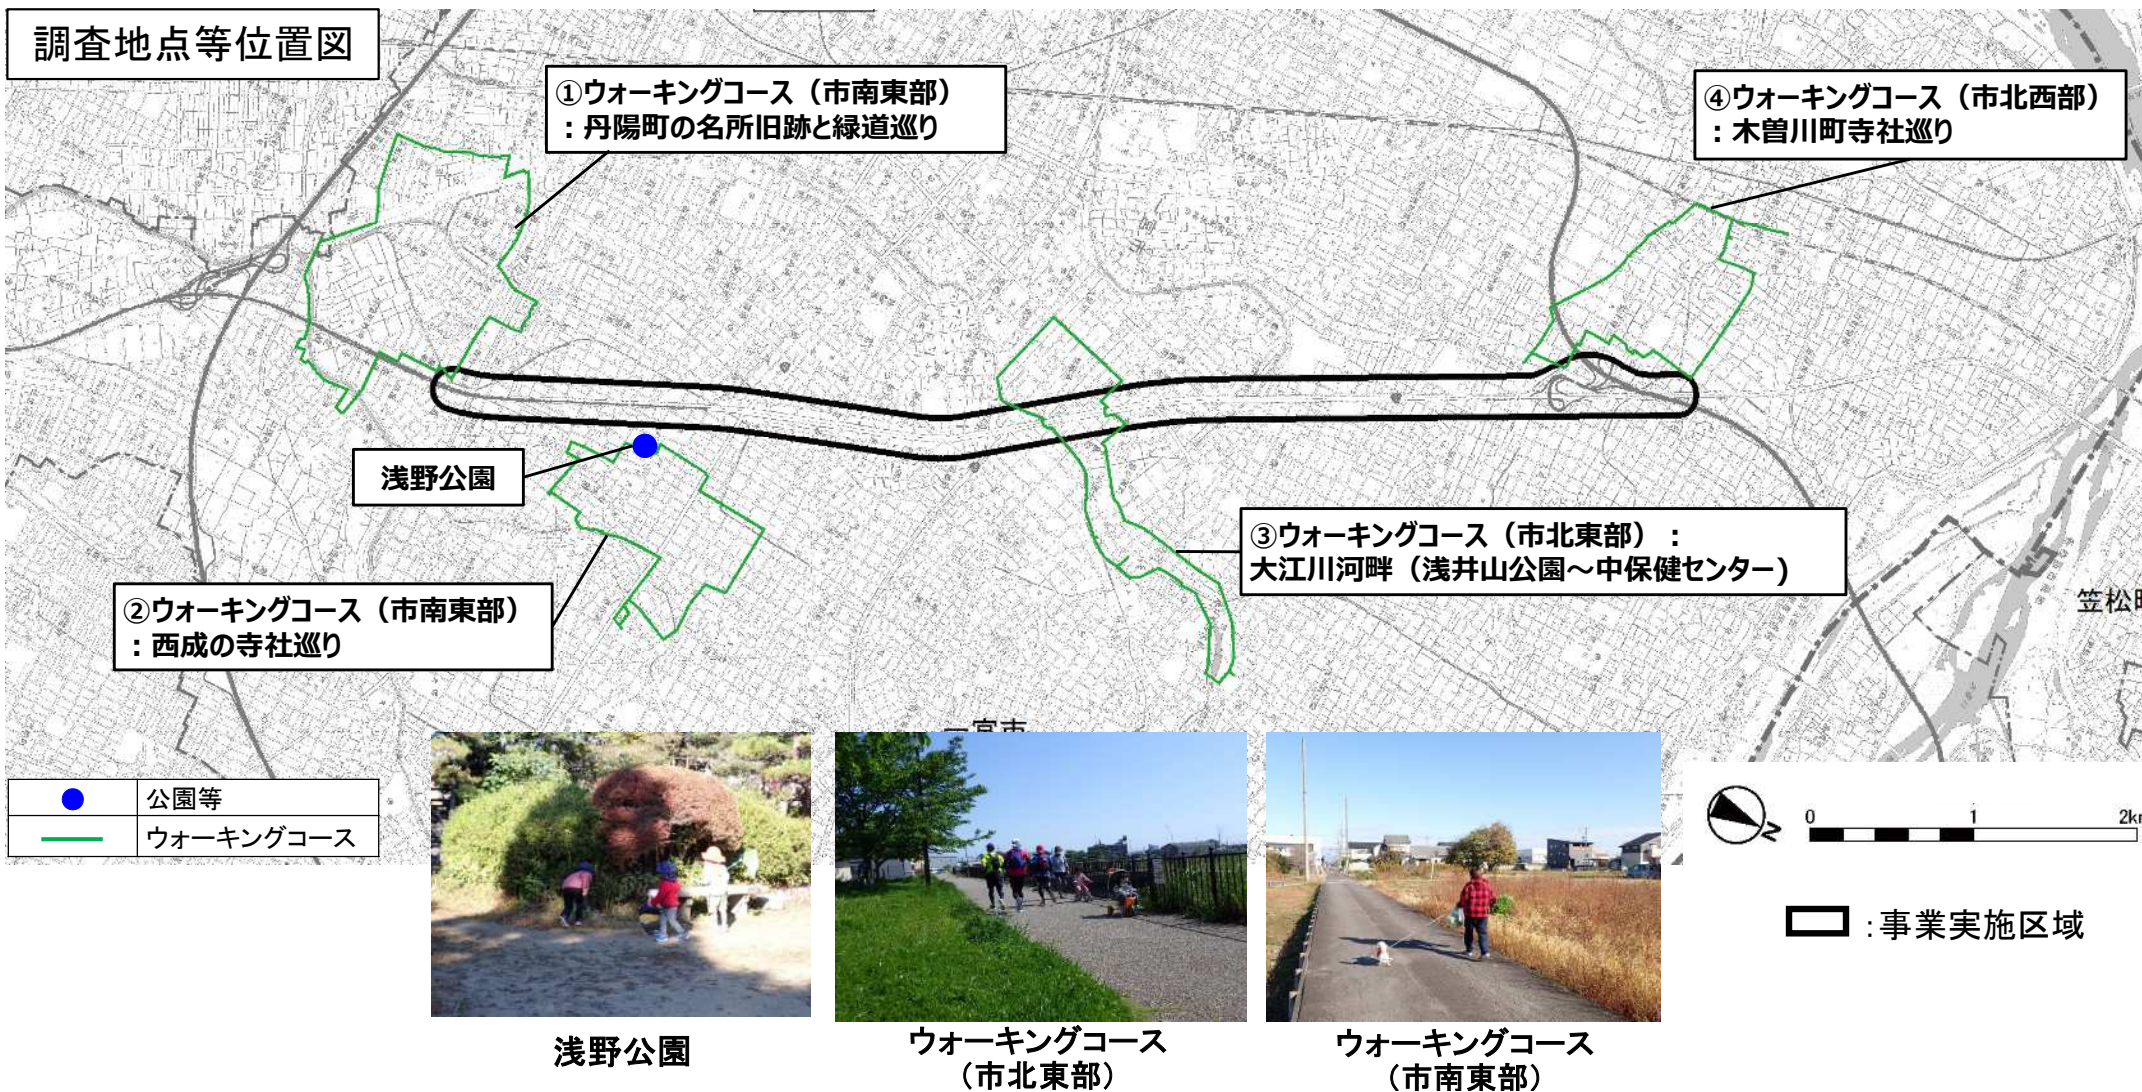 調査地点等位置図
①ウォーキングコース（市南東部）
：丹陽町の名所旧跡と緑道巡り
④ウォーキングコース（市北西部）
：木曽川町寺社巡り
浅野公園
③ウォーキングコース（市北東部）：
大江川河畔（浅井山公園～中保健センター)
②ウォーキングコース（市南東部）
：西成の寺社巡り
笠松町
一宮市
公園等
ウォーキングコース
N
0 1 2km
：事業実施区域
浅野公園
ウォーキングコース
（市北東部）
ウォーキングコース
（市南東部）